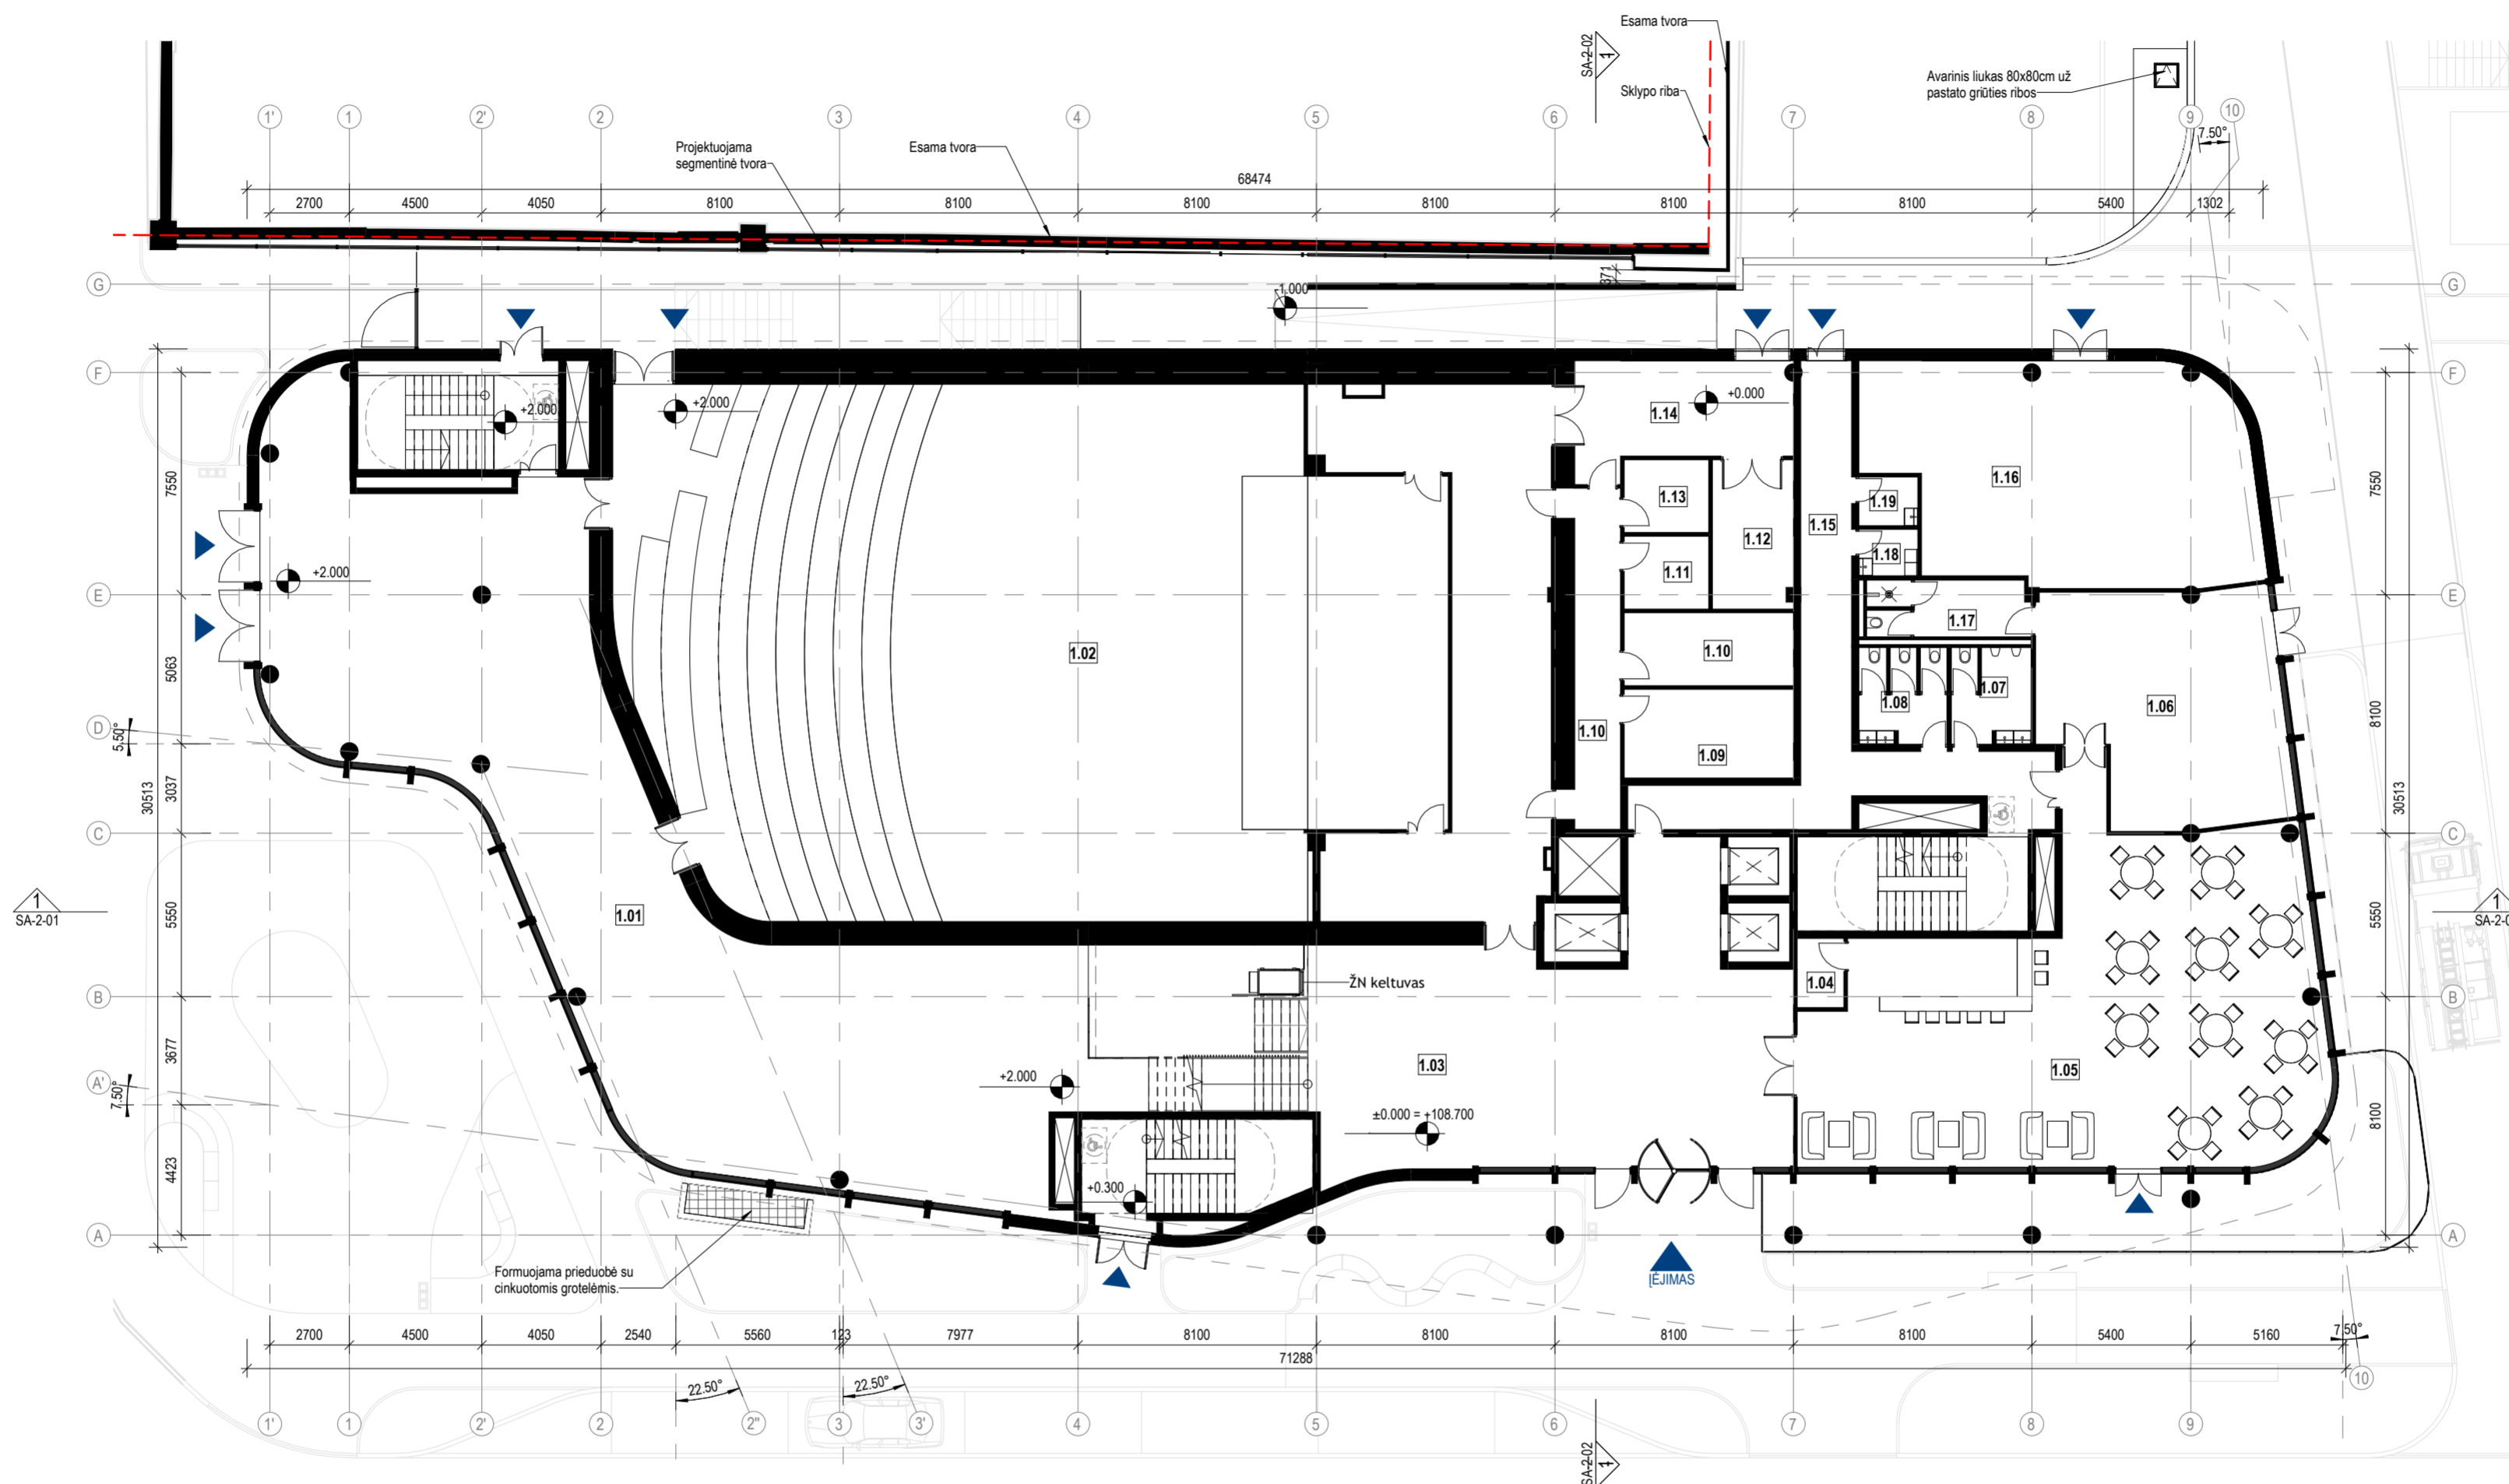 Esama tvora
SA-2-02
1
Sklypo riba
Avarinis liukas 80x80cm už
pastato griūties ribos
1' 1 2' 2 3 4 5 6 7 8 9 10
7.50°
Projektuojama
segmentinė tvora
Esama tvora
68474
2700 4500 4050 8100 8100 8100 8100 8100 8100 5400 1302
371
G G
-1.000
F F
+2.000 +2.000 +0.000
1.14
1.13 1.16
1.19
1.15
1.12
1.18
1.11
7550 7550
+2.000
E E
1.17
1.02 1.10
1.08 1.07
1.06
5063 8100
D
5.50°
1.10
1.09
30513 3037 30513
C C
1
SA-2-01
1.01
5550 5550
1
1.04
ŽN keltuvas
B B
3677
1.03 1.05
+2.000
A'
7.50°
±0.000 = +108.700
4423 8100
+0.300
A A
Formuojama prieduobė su
cinkuotomis grotelėmis.
ĮĖJIMAS
2700 4500 4050 2540 5560 123 7977 8100 8100 8100 8100 5400 5160 7.50°
71288
22.50° 22.50°
10
1' 1 2' 2 2" 3 3' 4 5 6 7 8 9
SA-2-02
1